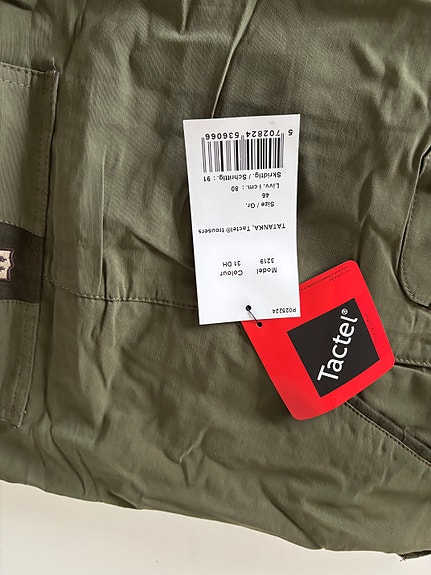 P025224
Model Colour
3219 31 DH
TATANKA, Tactel® trousers
Size / Gr.
46
Livv. i cm. : 80
Skridtlg. / Schrittlg. : 91
5 702824 536066
Tactel®